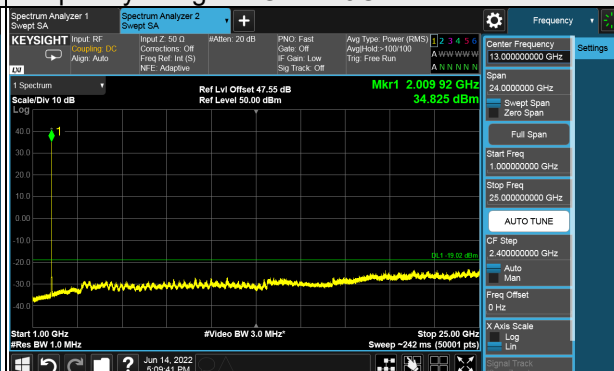 Spectrum Analyzer 1
Swept SA
Spectrum Analyzer 2
Swept SA
Frequency
KEYSIGHT
Input: RF
Coupling: DC
Align: Auto
Input Z: 50 Ω
Corrections: Off
Freq Ref: Int (S)
NFE: Adaptive
#Atten: 20 dB
PNO: Fast
Gate: Off
IF Gain: Low
Sig Track: Off
Avg Type: Power (RMS)
Avg|Hold:>100/100
Trig: Free Run
1 2 3 4 5 6
A W W W W W
A N N N N N
LXI
1 Spectrum
Scale/Div 10 dB
Log
Ref Lvl Offset 47.55 dB
Ref Level 50.00 dBm
Mkr1 2.009 92 GHz
34.825 dBm
1
40.0
30.0
20.0
10.0
0.00
-10.0
-20.0
-30.0
-40.0
DL1 -19.02 dBm
Start 1.00 GHz
#Res BW 1.0 MHz
#Video BW 3.0 MHz*
Stop 25.00 GHz
Sweep ~242 ms (50001 pts)
Jun 14, 2022
5:09:41 PM
Center Frequency
13.000000000 GHz
Settings
Span
24.0000000 GHz
Swept Span
Zero Span
Full Span
Start Freq
1.000000000 GHz
Stop Freq
25.000000000 GHz
AUTO TUNE
CF Step
2.400000000 GHz
Auto
Man
Freq Offset
0 Hz
X Axis Scale
Log
Lin
Signal Track